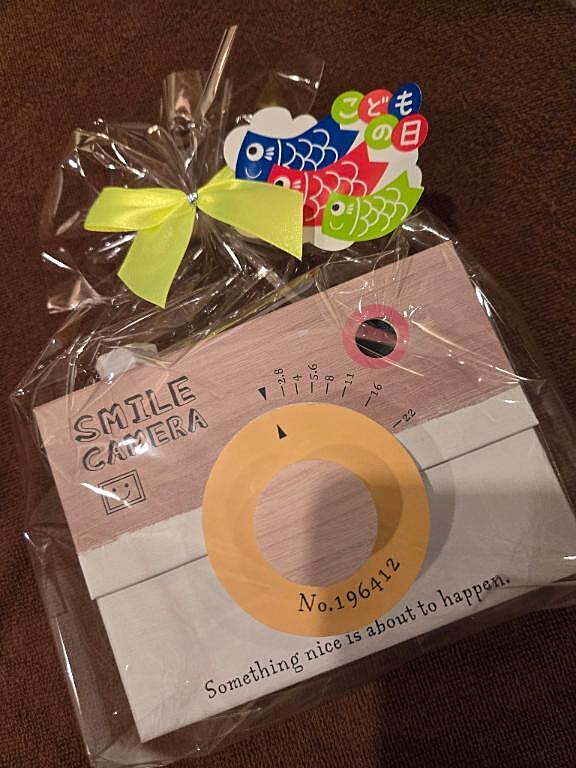 こども
の日
SMILE
CAMERA
2.8 4 5.6 8 11 16 22
No.196412
Something nice is about to happen.